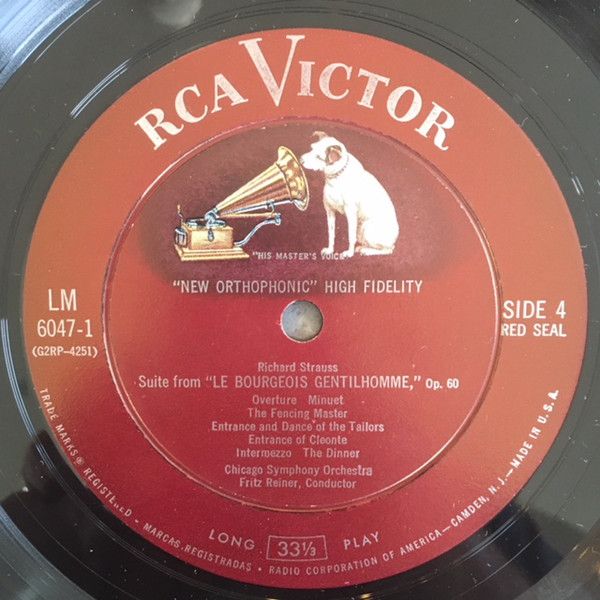 RCA VICTOR
"HIS MASTER'S VOICE"
"NEW ORTHOPHONIC" HIGH FIDELITY
LM
6047-1
(G2RP-4251)
SIDE 4
RED SEAL
Richard Strauss
Suite from "LE BOURGEOIS GENTILHOMME," Op. 60
Overture Minuet
The Fencing Master
Entrance and Dance of the Tailors
Entrance of Cleonte
Intermezzo The Dinner
Chicago Symphony Orchestra
Fritz Reiner, Conductor
LONG 33⅓ PLAY
TRADE MARKS ® REGISTERED - MARCAS REGISTRADAS • RADIO CORPORATION OF AMERICA—CAMDEN, N. J.—MADE IN U.S.A.